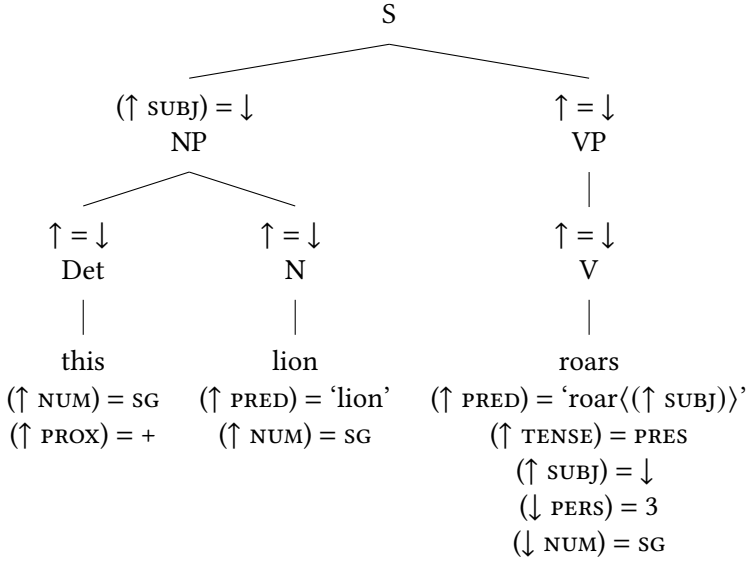 S
(↑ SUBJ) = ↓ ↑ = ↓
NP VP
↑ = ↓ ↑ = ↓ ↑ = ↓
Det N V
this lion roars
(↑ NUM) = SG (↑ PRED) = ‘lion’ (↑ PRED) = ‘roar⟨(↑ SUBJ)⟩’
(↑ PROX) = + (↑ NUM) = SG (↑ TENSE) = PRES
(↑ SUBJ) = ↓
(↓ PERS) = 3
(↓ NUM) = SG